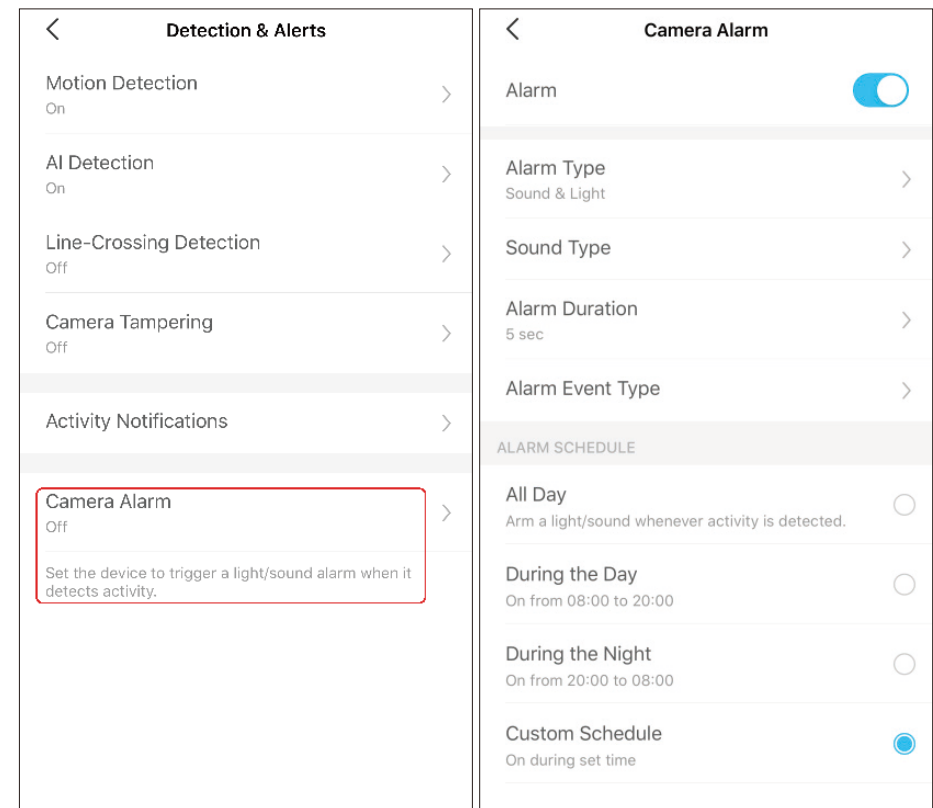 Detection & Alerts
Motion Detection
On
AI Detection
On
Line-Crossing Detection
Off
Camera Tampering
Off
Activity Notifications
Camera Alarm
Off
Set the device to trigger a light/sound alarm when it
detects activity.
Camera Alarm
Alarm
Alarm Type
Sound & Light
Sound Type
Alarm Duration
5 sec
Alarm Event Type
ALARM SCHEDULE
All Day
Arm a light/sound whenever activity is detected.
During the Day
On from 08:00 to 20:00
During the Night
On from 20:00 to 08:00
Custom Schedule
On during set time